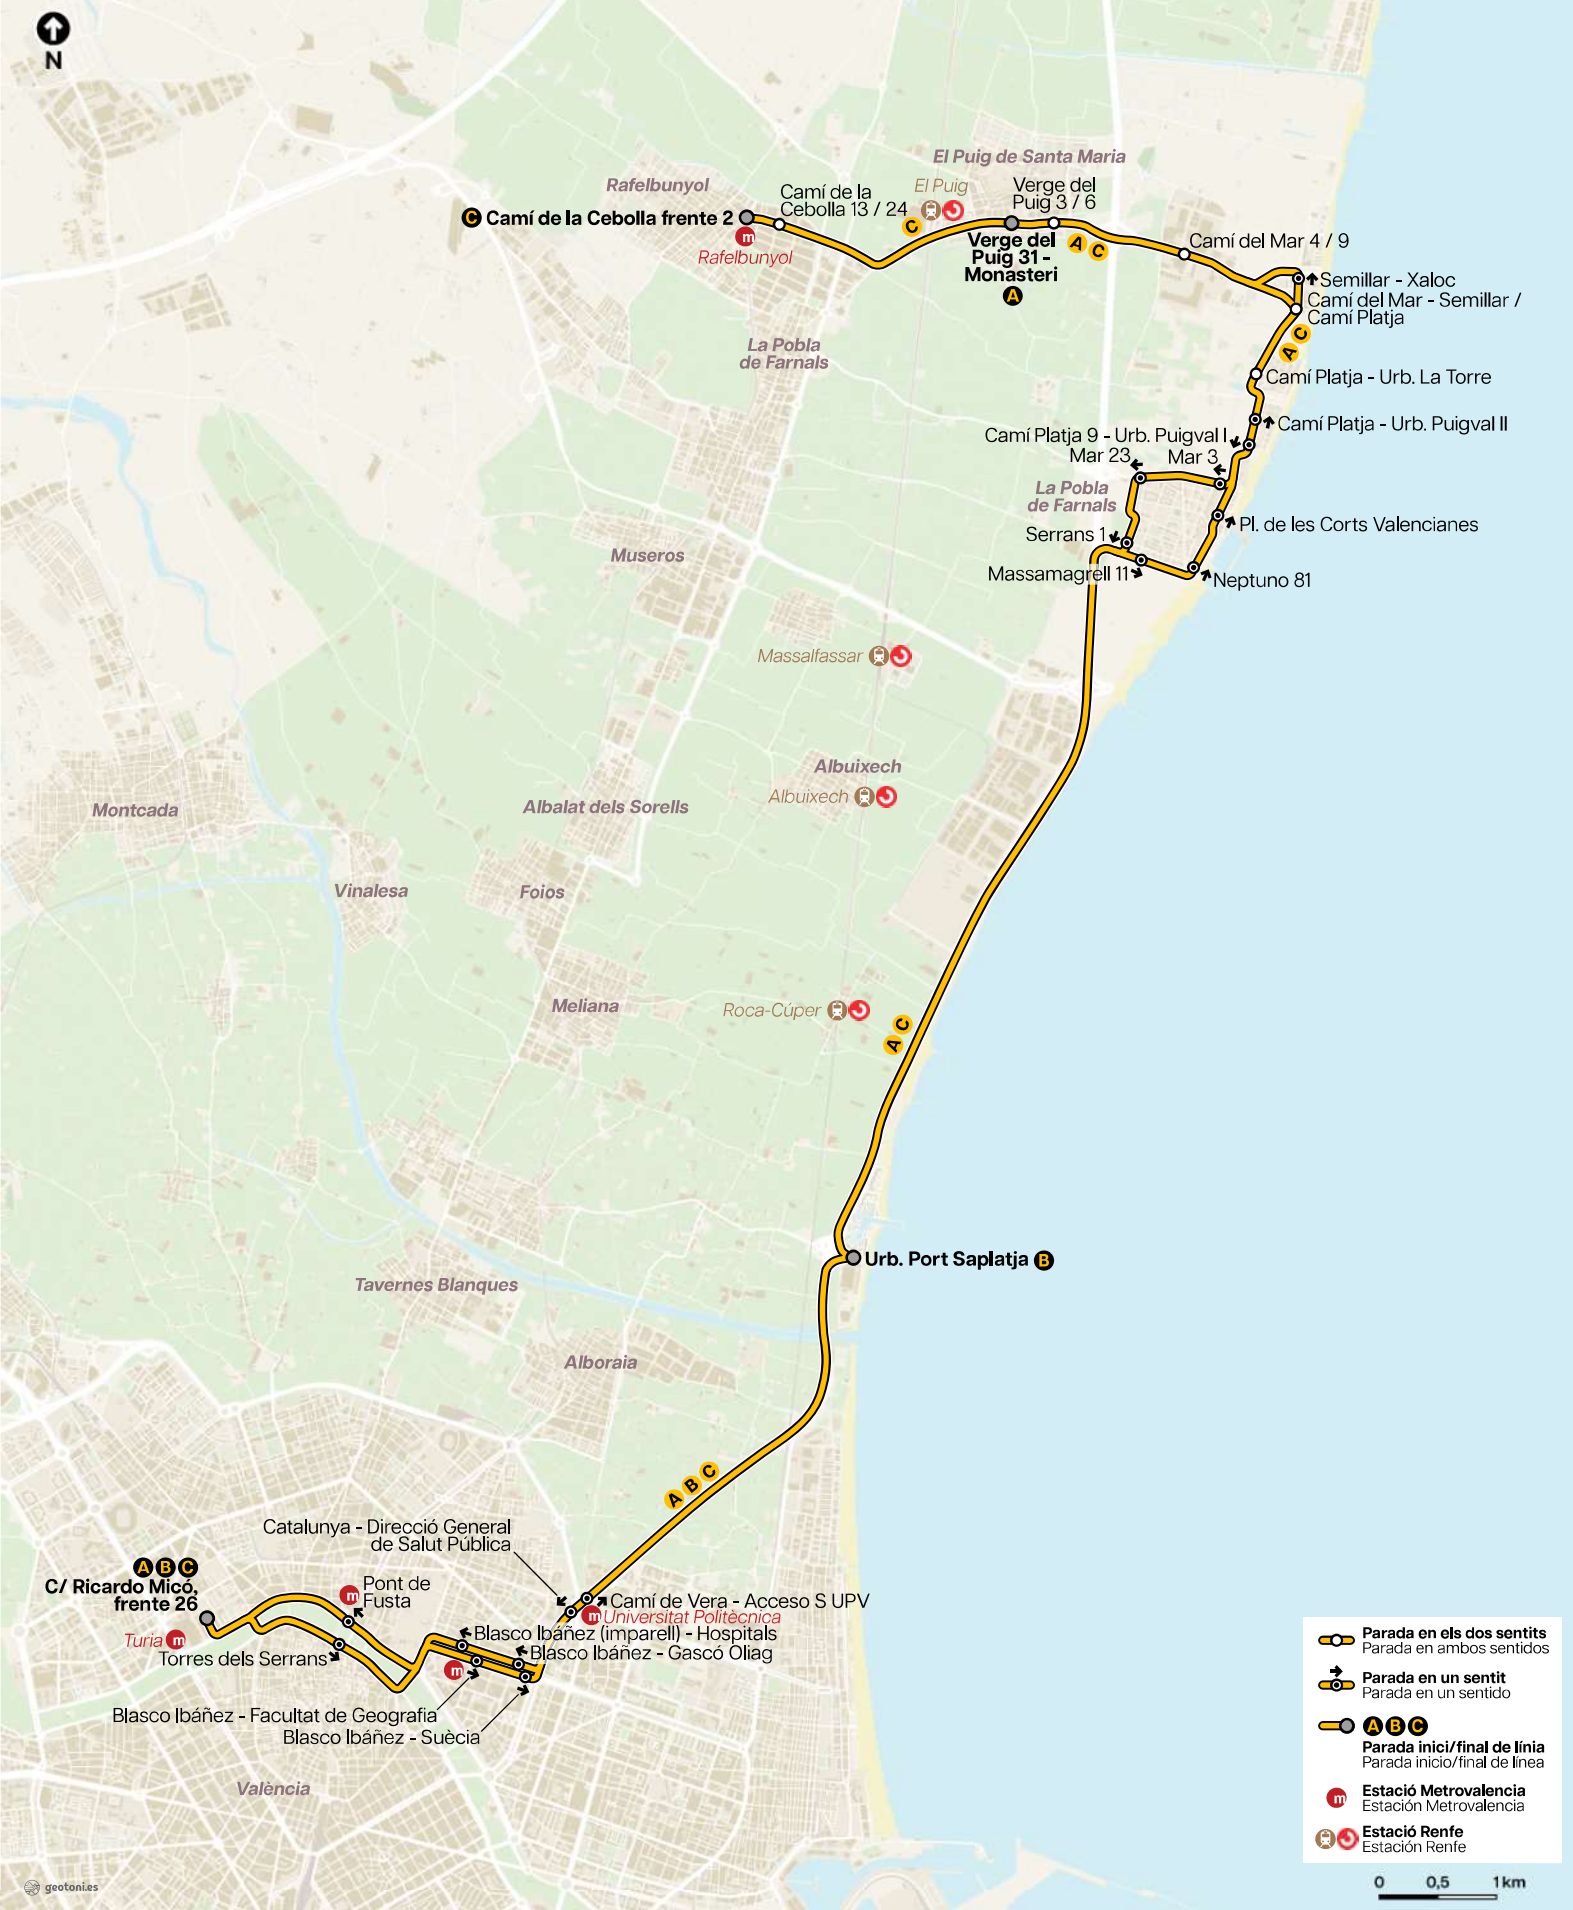 N
El Puig de Santa Maria
Rafelbunyol
El Puig
Verge del
Puig 3 / 6
Camí de la
Cebolla 13 / 24
C Camí de la Cebolla frente 2
m
Rafelbunyol
C
Verge del
Puig 31 -
Monasteri
A
A C
Camí del Mar 4 / 9
Semillar - Xaloc
Camí del Mar - Semillar /
Camí Platja
A C
La Pobla
de Farnals
Camí Platja - Urb. La Torre
Camí Platja - Urb. Puigval II
Camí Platja 9 - Urb. Puigval I
Mar 23
Mar 3
La Pobla
de Farnals
Pl. de les Corts Valencianes
Serrans 1
Massamagrell 11
Neptuno 81
Museros
Massalfassar
Albuixech
Albuixech
Montcada
Albalat dels Sorells
Vinalesa
Foios
Meliana
Roca-Cúper
A C
Urb. Port Saplatja B
Tavernes Blanques
Alboraia
A B C
Catalunya - Direcció General
de Salut Pública
A B C
C/ Ricardo Micó,
frente 26
m
Pont de
Fusta
Camí de Vera - Acceso S UPV
m Universitat Politècnica
Turia m
Torres dels Serrans
Blasco Ibáñez (imparell) - Hospitals
Blasco Ibáñez - Gascó Oliag
m
Blasco Ibáñez - Facultat de Geografia
Blasco Ibáñez - Suècia
València
Parada en els dos sentits
Parada en ambos sentidos
Parada en un sentit
Parada en un sentido
A B C
Parada inici/final de línia
Parada inicio/final de línea
m
Estació Metrovalencia
Estación Metrovalencia
Estació Renfe
Estación Renfe
0 0,5 1 km
geotoni.es